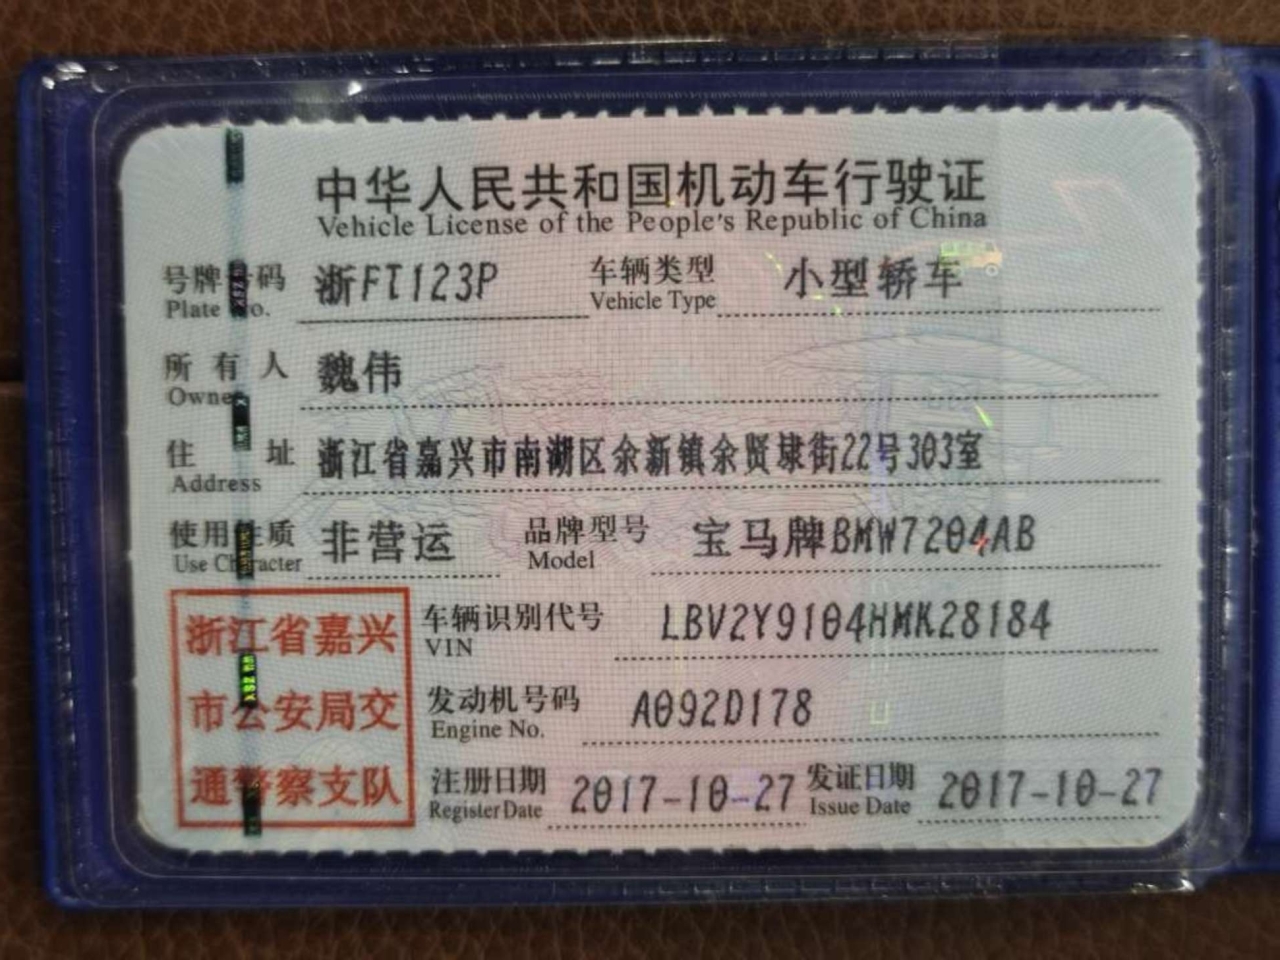 中华人民共和国机动车行驶证
Vehicle License of the People's Republic of China
号牌 码 浙FT123P 车辆类型 小型轿车
Plate No. Vehicle Type
所有人 魏伟
Owner
住址 浙江省嘉兴市南湖区余新镇余贤埭街22号303室
Address
使用性质 非营运 品牌型号 宝马牌BMW7204AB
Use Character Model
浙江省嘉兴 车辆识别代号 LBV2Y9104HMK28184
VIN
市公安局交 发动机号码 A092D178
Engine No.
通警察支队 注册日期 2017-10-27 发证日期 2017-10-27
Register Date Issue Date